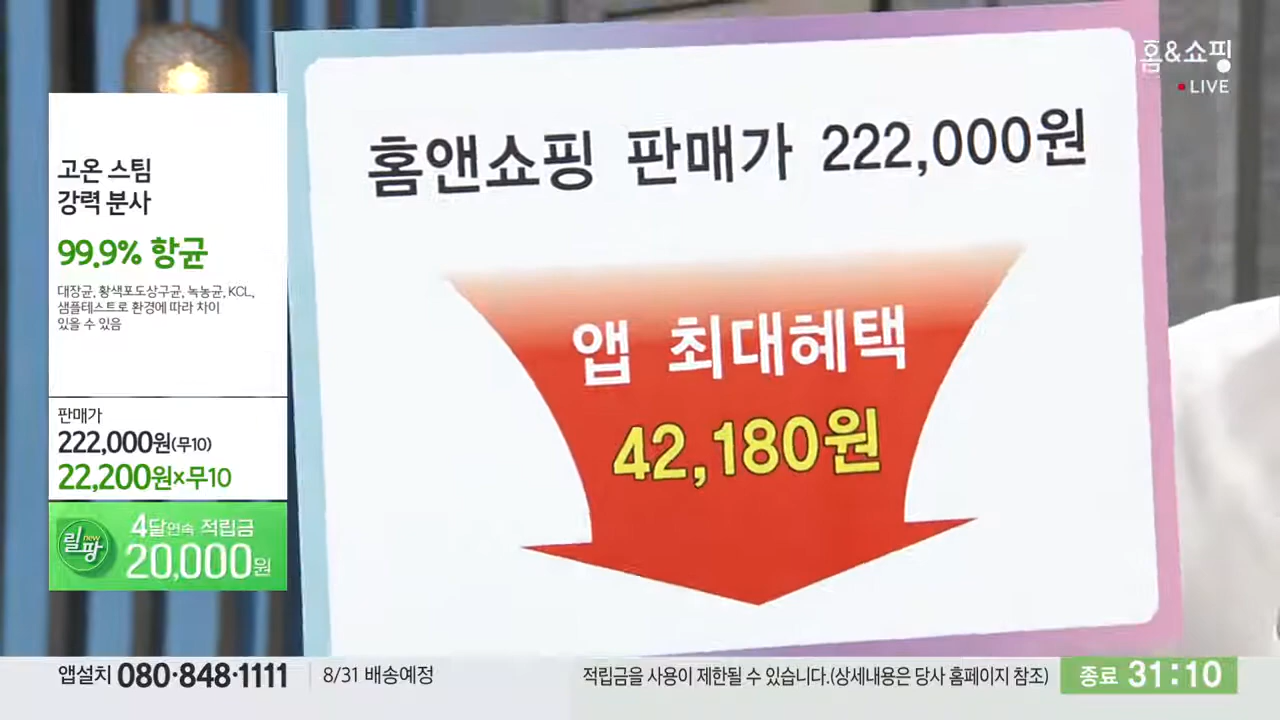 홈&쇼핑
LIVE
홈앤쇼핑 판매가 222,000원
앱 최대혜택
42,180원
고온 스팀
강력 분사
99.9% 항균
대장균, 황색포도상구균, 녹농균, KCL,
샘플테스트로 환경에 따라 차이
있을 수 있음
판매가
222,000원(무10)
22,200원×무10
릴팡 new
4달연속 적립금
20,000원
앱설치 080·848·1111
8/31 배송예정
적립금을 사용이 제한될 수 있습니다.(상세내용은 당사 홈페이지 참조)
종료 31:10